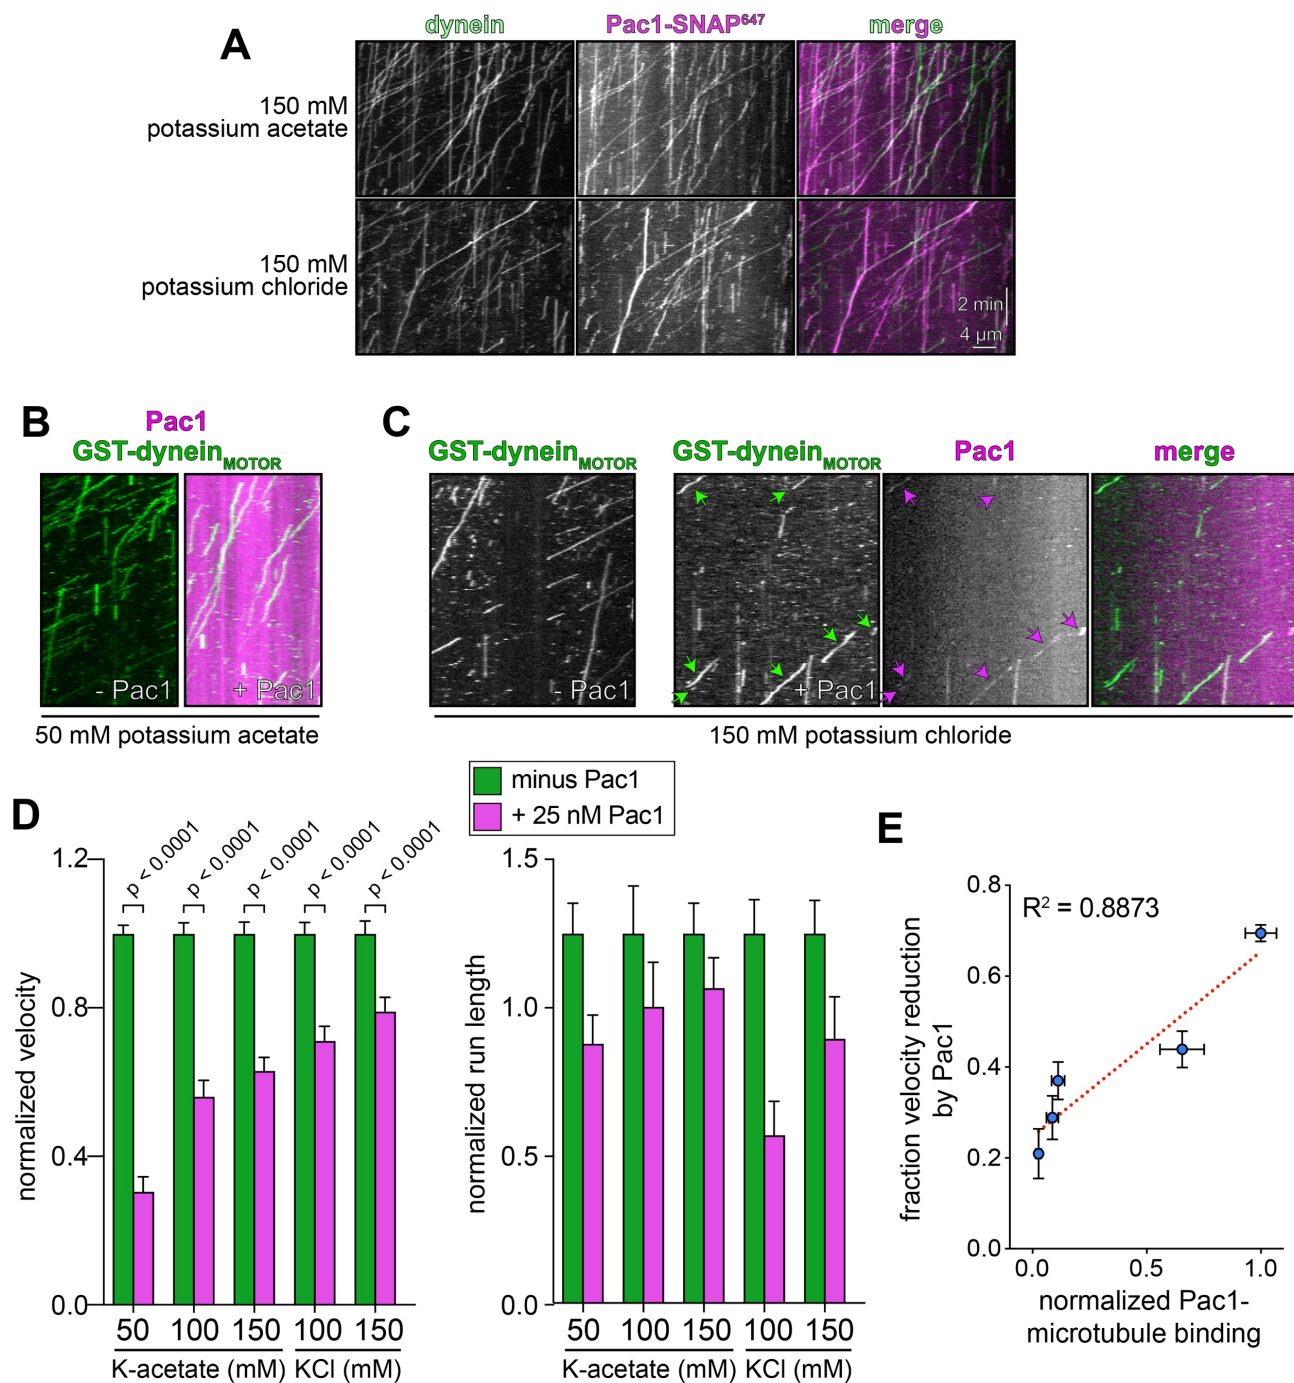 A
dynein
Pac1-SNAP647
merge
150 mM
potassium acetate
150 mM
potassium chloride
2 min
4 µm
B
Pac1
GST-dyneinMOTOR
- Pac1
+ Pac1
50 mM potassium acetate
C
GST-dyneinMOTOR
GST-dyneinMOTOR
Pac1
merge
- Pac1
+ Pac1
150 mM potassium chloride
D
minus Pac1
+ 25 nM Pac1
normalized velocity
1.2
0.8
0.4
0.0
p < 0.0001
p < 0.0001
p < 0.0001
p < 0.0001
p < 0.0001
50 100 150 100 150
K-acetate (mM) KCl (mM)
normalized run length
1.5
1.0
0.5
0.0
50 100 150 100 150
K-acetate (mM) KCl (mM)
E
R2 = 0.8873
fraction velocity reduction
by Pac1
0.8
0.6
0.4
0.2
0.0
0.0 0.5 1.0
normalized Pac1-
microtubule binding